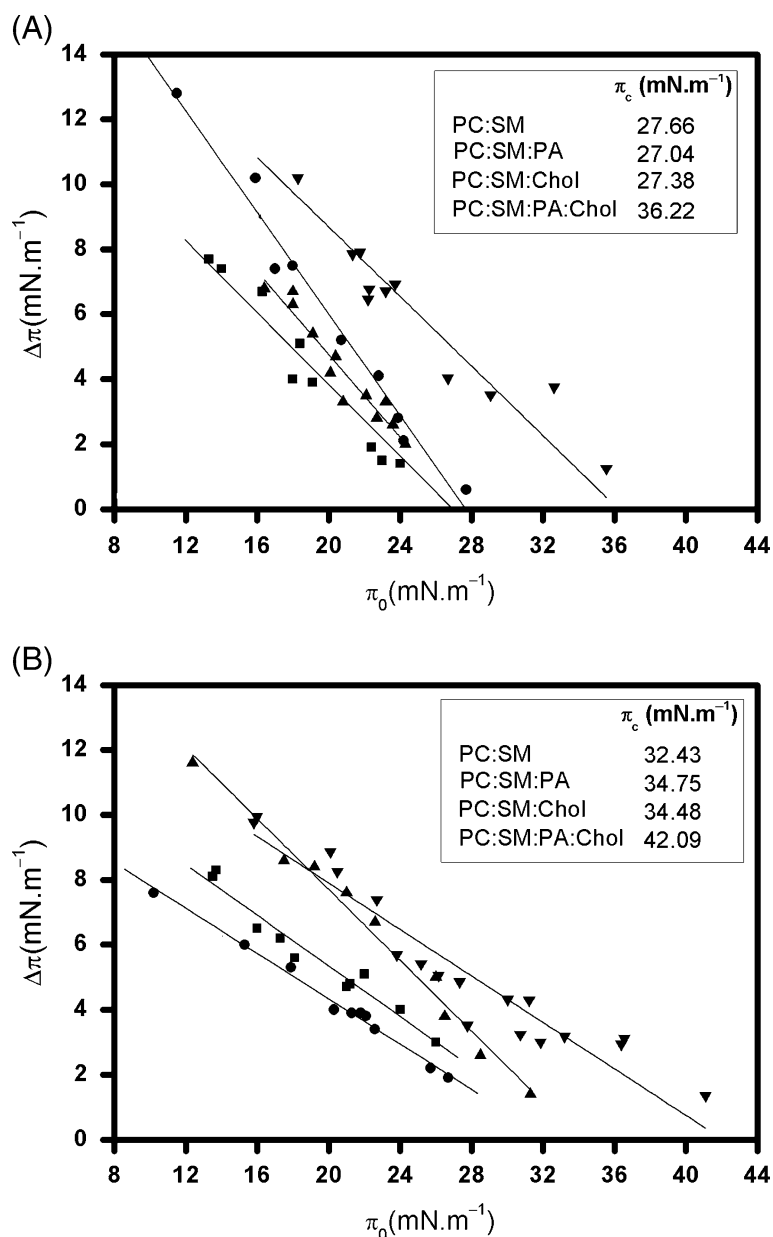 (A)
14
12
10
8
6
4
2
0
Δπ(mN.m⁻¹)
π꜀ (mN.m⁻¹)
PC:SM 27.66
PC:SM:PA 27.04
PC:SM:Chol 27.38
PC:SM:PA:Chol 36.22
8 12 16 20 24 28 32 36 40 44
π₀(mN.m⁻¹)
(B)
14
12
10
8
6
4
2
0
Δπ(mN.m⁻¹)
π꜀ (mN.m⁻¹)
PC:SM 32.43
PC:SM:PA 34.75
PC:SM:Chol 34.48
PC:SM:PA:Chol 42.09
8 12 16 20 24 28 32 36 40 44
π₀(mN.m⁻¹)